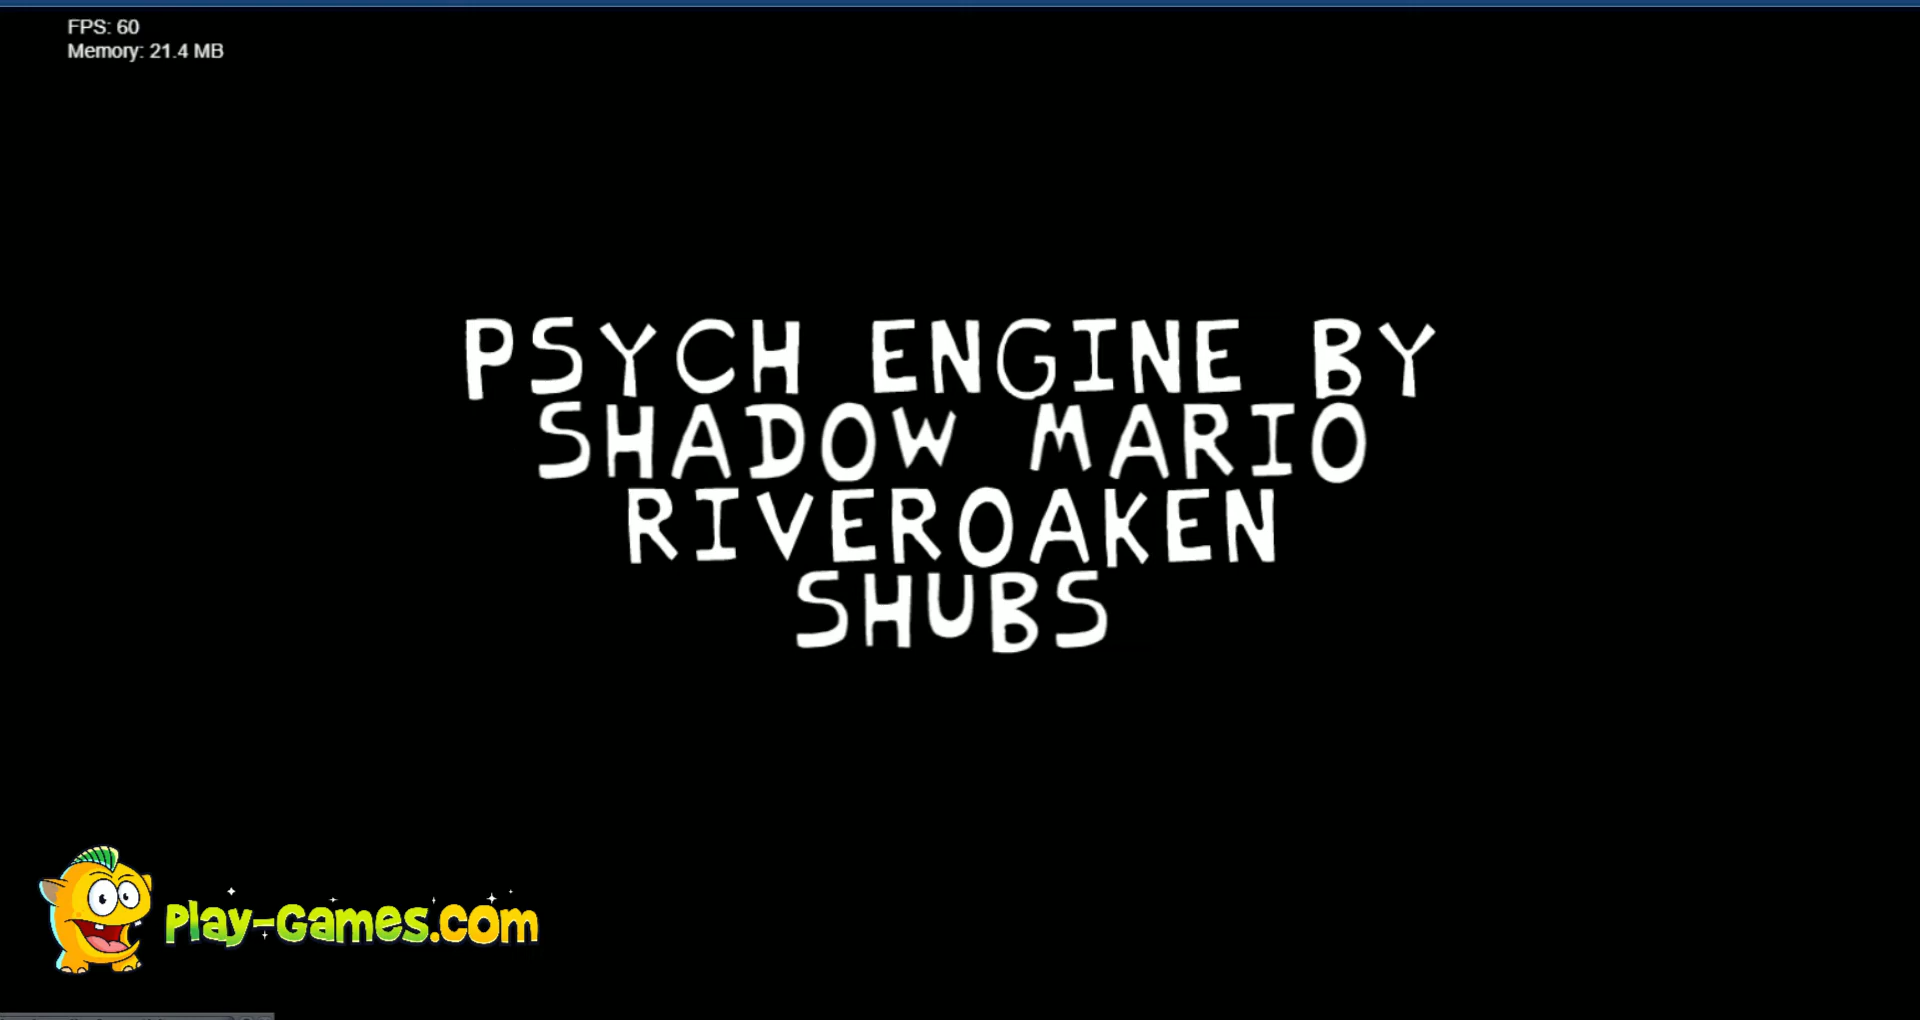 FPS: 60
Memory: 21.4 MB
PSYCH ENGINE BY
SHADOW MARIO
RIVEROAKEN
SHUBS
Play-Games.com